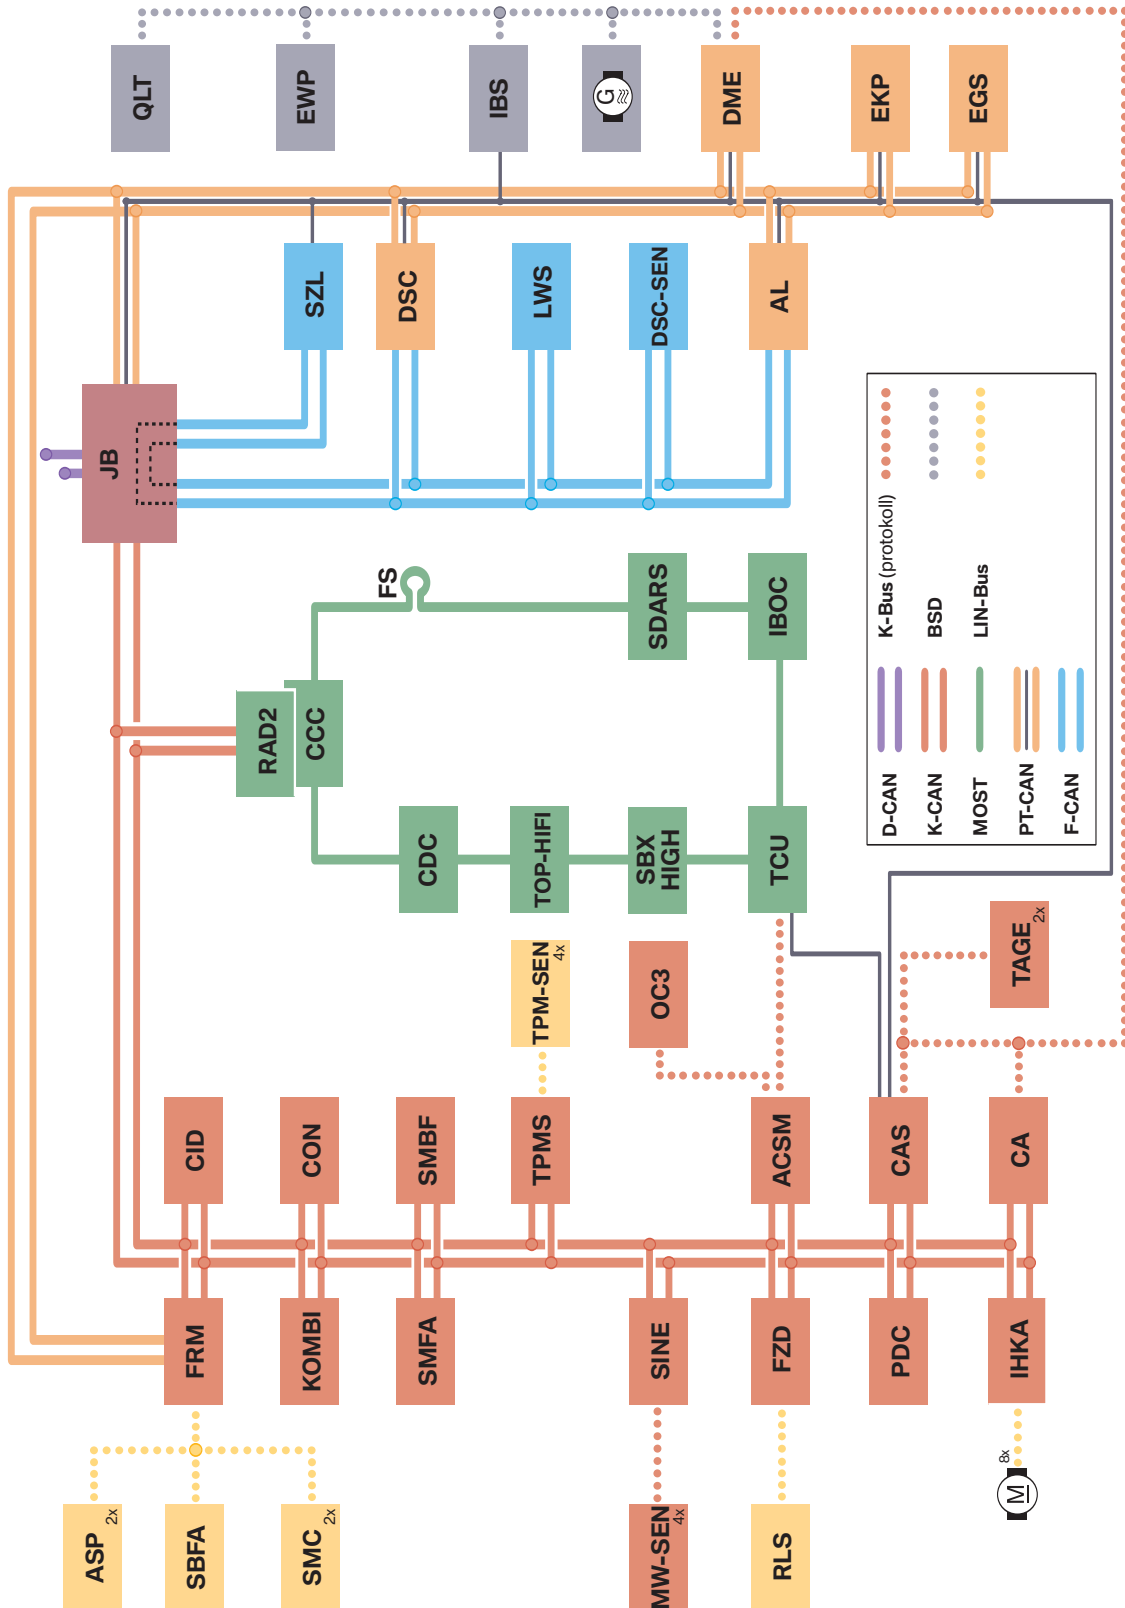 QLT
EWP
IBS
G
DME
EKP
EGS
SZL
DSC
LWS
DSC-SEN
AL
JB
FS
RAD2
CCC
SDARS
IBOC
CDC
TOP-HIFI
SBX
HIGH
TCU
D-CAN
K-CAN
MOST
PT-CAN
F-CAN
K-Bus (protokoll)
BSD
LIN-Bus
TPM-SEN
4x
OC3
TAGE
2x
CID
CON
SMBF
TPMS
ACSM
CAS
CA
FRM
KOMBI
SMFA
SINE
FZD
PDC
IHKA
ASP
2x
SBFA
SMC
2x
MW-SEN
4x
RLS
M
8x